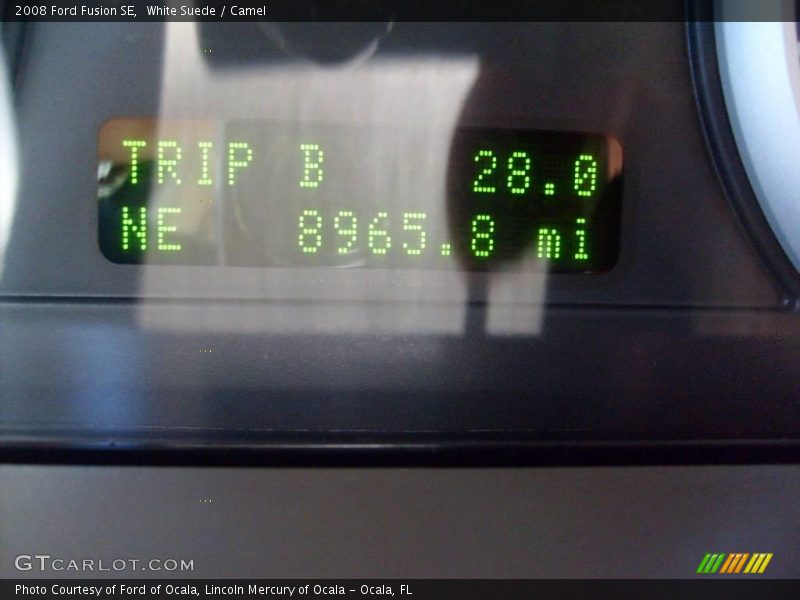 2008 Ford Fusion SE,  White Suede / Camel
TRIP B 28.0
NE 8965.8 mi
GTCARLOT.COM
Photo Courtesy of Ford of Ocala, Lincoln Mercury of Ocala - Ocala, FL